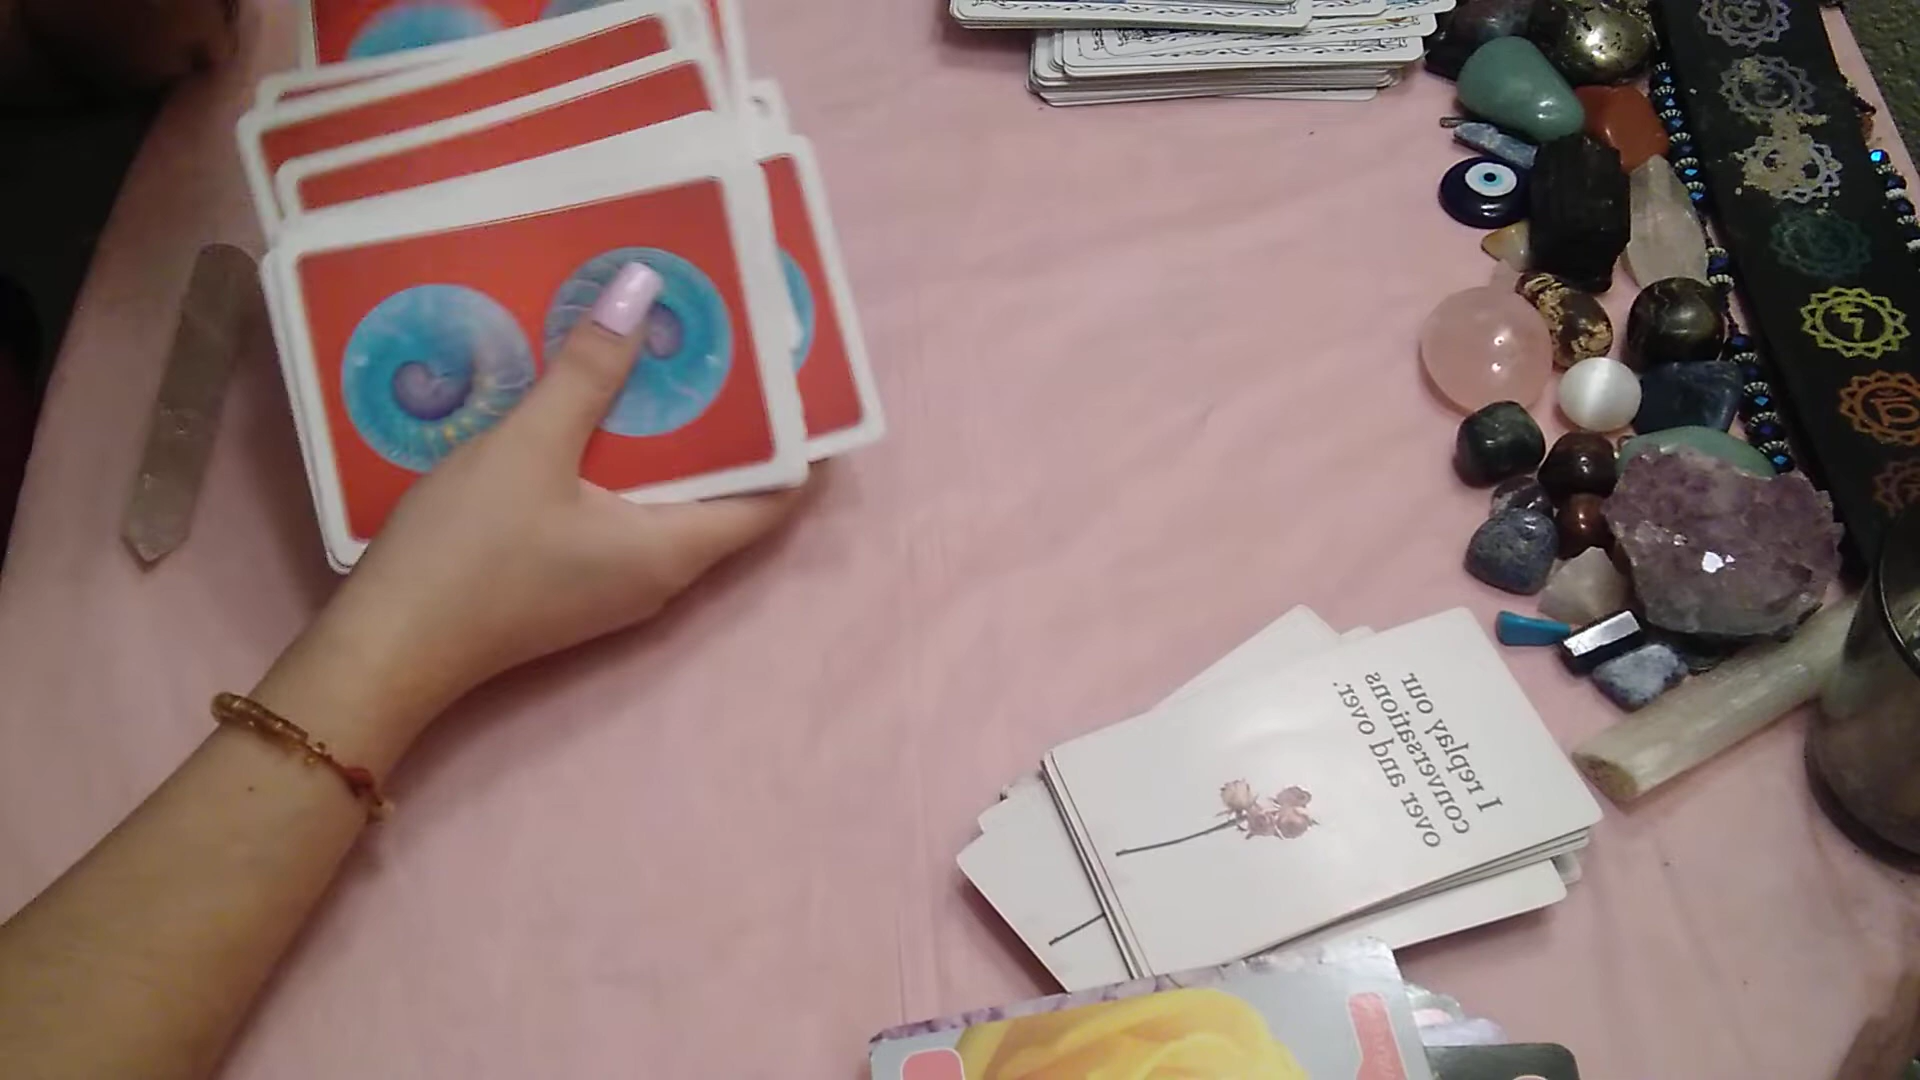 I replay our
conversations
over and over.